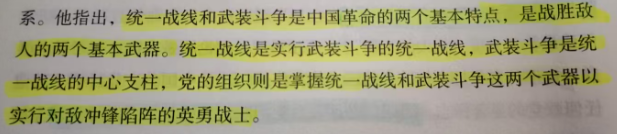 系。他指出，统一战线和武装斗争是中国革命的两个基本特点，是战胜敌
人的两个基本武器。统一战线是实行武装斗争的统一战线，武装斗争是统
一战线的中心支柱，党的组织则是掌握统一战线和武装斗争这两个武器以
实行对敌冲锋陷阵的英勇战士。